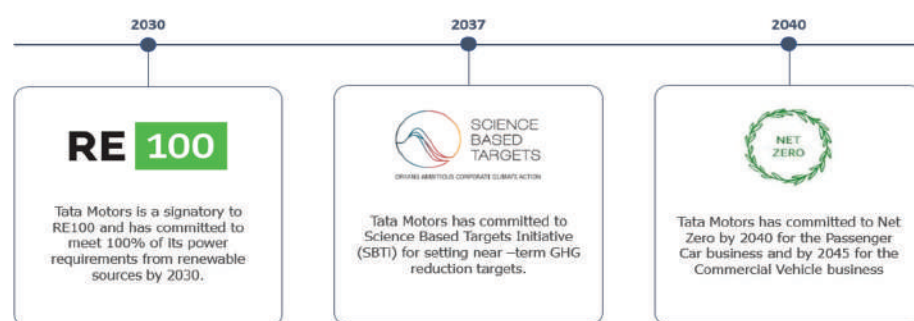 2030
2037
2040
RE 100
SCIENCE
BASED
TARGETS
DRIVING AMBITIOUS CORPORATE CLIMATE ACTION
NET
ZERO
Tata Motors is a signatory to
RE100 and has committed to
meet 100% of its power
requirements from renewable
sources by 2030.
Tata Motors has committed to
Science Based Targets Initiative
(SBTi) for setting near –term GHG
reduction targets.
Tata Motors has committed to Net
Zero by 2040 for the Passenger
Car business and by 2045 for the
Commercial Vehicle business